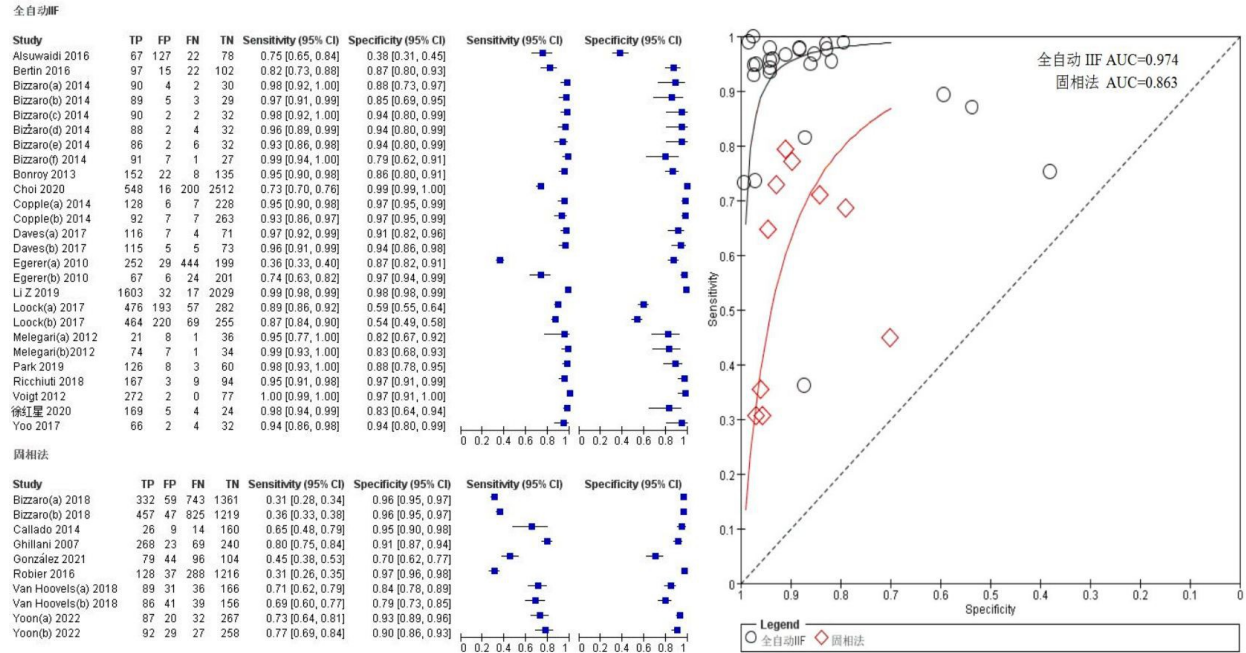 全自动IIF
Study TP FP FN TN Sensitivity (95% CI) Specificity (95% CI) Sensitivity (95% CI) Specificity (95% CI)
Alsuwaidi 2016 67 127 22 78 0.75 [0.65, 0.84] 0.38 [0.31, 0.45]
Bertin 2016 97 15 22 102 0.82 [0.73, 0.88] 0.87 [0.80, 0.93]
Bizzaro(a) 2014 90 4 2 30 0.98 [0.92, 1.00] 0.88 [0.73, 0.97]
Bizzaro(b) 2014 89 5 3 29 0.97 [0.91, 0.99] 0.85 [0.69, 0.95]
Bizzaro(c) 2014 90 2 2 32 0.98 [0.92, 1.00] 0.94 [0.80, 0.99]
Bizzaro(d) 2014 88 2 4 32 0.96 [0.89, 0.99] 0.94 [0.80, 0.99]
Bizzaro(e) 2014 86 2 6 32 0.93 [0.86, 0.98] 0.94 [0.80, 0.99]
Bizzaro(f) 2014 91 7 1 27 0.99 [0.94, 1.00] 0.79 [0.62, 0.91]
Bonroy 2013 152 22 8 135 0.95 [0.90, 0.98] 0.86 [0.80, 0.91]
Choi 2020 548 16 200 2512 0.73 [0.70, 0.76] 0.99 [0.99, 1.00]
Copple(a) 2014 128 6 7 228 0.95 [0.90, 0.98] 0.97 [0.95, 0.99]
Copple(b) 2014 92 7 7 263 0.93 [0.86, 0.97] 0.97 [0.95, 0.99]
Daves(a) 2017 116 7 4 71 0.97 [0.92, 0.99] 0.91 [0.82, 0.96]
Daves(b) 2017 115 5 5 73 0.96 [0.91, 0.99] 0.94 [0.86, 0.98]
Egerer(a) 2010 252 29 444 199 0.36 [0.33, 0.40] 0.87 [0.82, 0.91]
Egerer(b) 2010 67 6 24 201 0.74 [0.63, 0.82] 0.97 [0.94, 0.99]
Li Z 2019 1603 32 17 2029 0.99 [0.98, 0.99] 0.98 [0.98, 0.99]
Loock(a) 2017 476 193 57 282 0.89 [0.86, 0.92] 0.59 [0.55, 0.64]
Loock(b) 2017 464 220 69 255 0.87 [0.84, 0.90] 0.54 [0.49, 0.58]
Melegari(a) 2012 21 8 1 36 0.95 [0.77, 1.00] 0.82 [0.67, 0.92]
Melegari(b)2012 74 7 1 34 0.99 [0.93, 1.00] 0.83 [0.68, 0.93]
Park 2019 126 8 3 60 0.98 [0.93, 1.00] 0.88 [0.78, 0.95]
Ricchiuti 2018 167 3 9 94 0.95 [0.91, 0.98] 0.97 [0.91, 0.99]
Voigt 2012 272 2 0 77 1.00 [0.99, 1.00] 0.97 [0.91, 1.00]
徐红星 2020 169 5 4 24 0.98 [0.94, 0.99] 0.83 [0.64, 0.94]
Yoo 2017 66 2 4 32 0.94 [0.86, 0.98] 0.94 [0.80, 0.99]
0 0.2 0.4 0.6 0.8 1 0 0.2 0.4 0.6 0.8 1
固相法
Study TP FP FN TN Sensitivity (95% CI) Specificity (95% CI) Sensitivity (95% CI) Specificity (95% CI)
Bizzaro(a) 2018 332 59 743 1361 0.31 [0.28, 0.34] 0.96 [0.95, 0.97]
Bizzaro(b) 2018 457 47 825 1219 0.36 [0.33, 0.38] 0.96 [0.95, 0.97]
Callado 2014 26 9 14 160 0.65 [0.48, 0.79] 0.95 [0.90, 0.98]
Ghillani 2007 268 23 69 240 0.80 [0.75, 0.84] 0.91 [0.87, 0.94]
González 2021 79 44 96 104 0.45 [0.38, 0.53] 0.70 [0.62, 0.77]
Robier 2016 128 37 288 1216 0.31 [0.26, 0.35] 0.97 [0.96, 0.98]
Van Hoovels(a) 2018 89 31 36 166 0.71 [0.62, 0.79] 0.84 [0.78, 0.89]
Van Hoovels(b) 2018 86 41 39 156 0.69 [0.60, 0.77] 0.79 [0.73, 0.85]
Yoon(a) 2022 87 20 32 267 0.73 [0.64, 0.81] 0.93 [0.89, 0.96]
Yoon(b) 2022 92 29 27 258 0.77 [0.69, 0.84] 0.90 [0.86, 0.93]
0 0.2 0.4 0.6 0.8 1 0 0.2 0.4 0.6 0.8 1
全自动 IIF AUC=0.974
固相法 AUC=0.863
Sensitivity
1
0.9
0.8
0.7
0.6
0.5
0.4
0.3
0.2
0.1
0
1 0.9 0.8 0.7 0.6 0.5 0.4 0.3 0.2 0.1 0
Specificity
Legend
全自动IIF 固相法